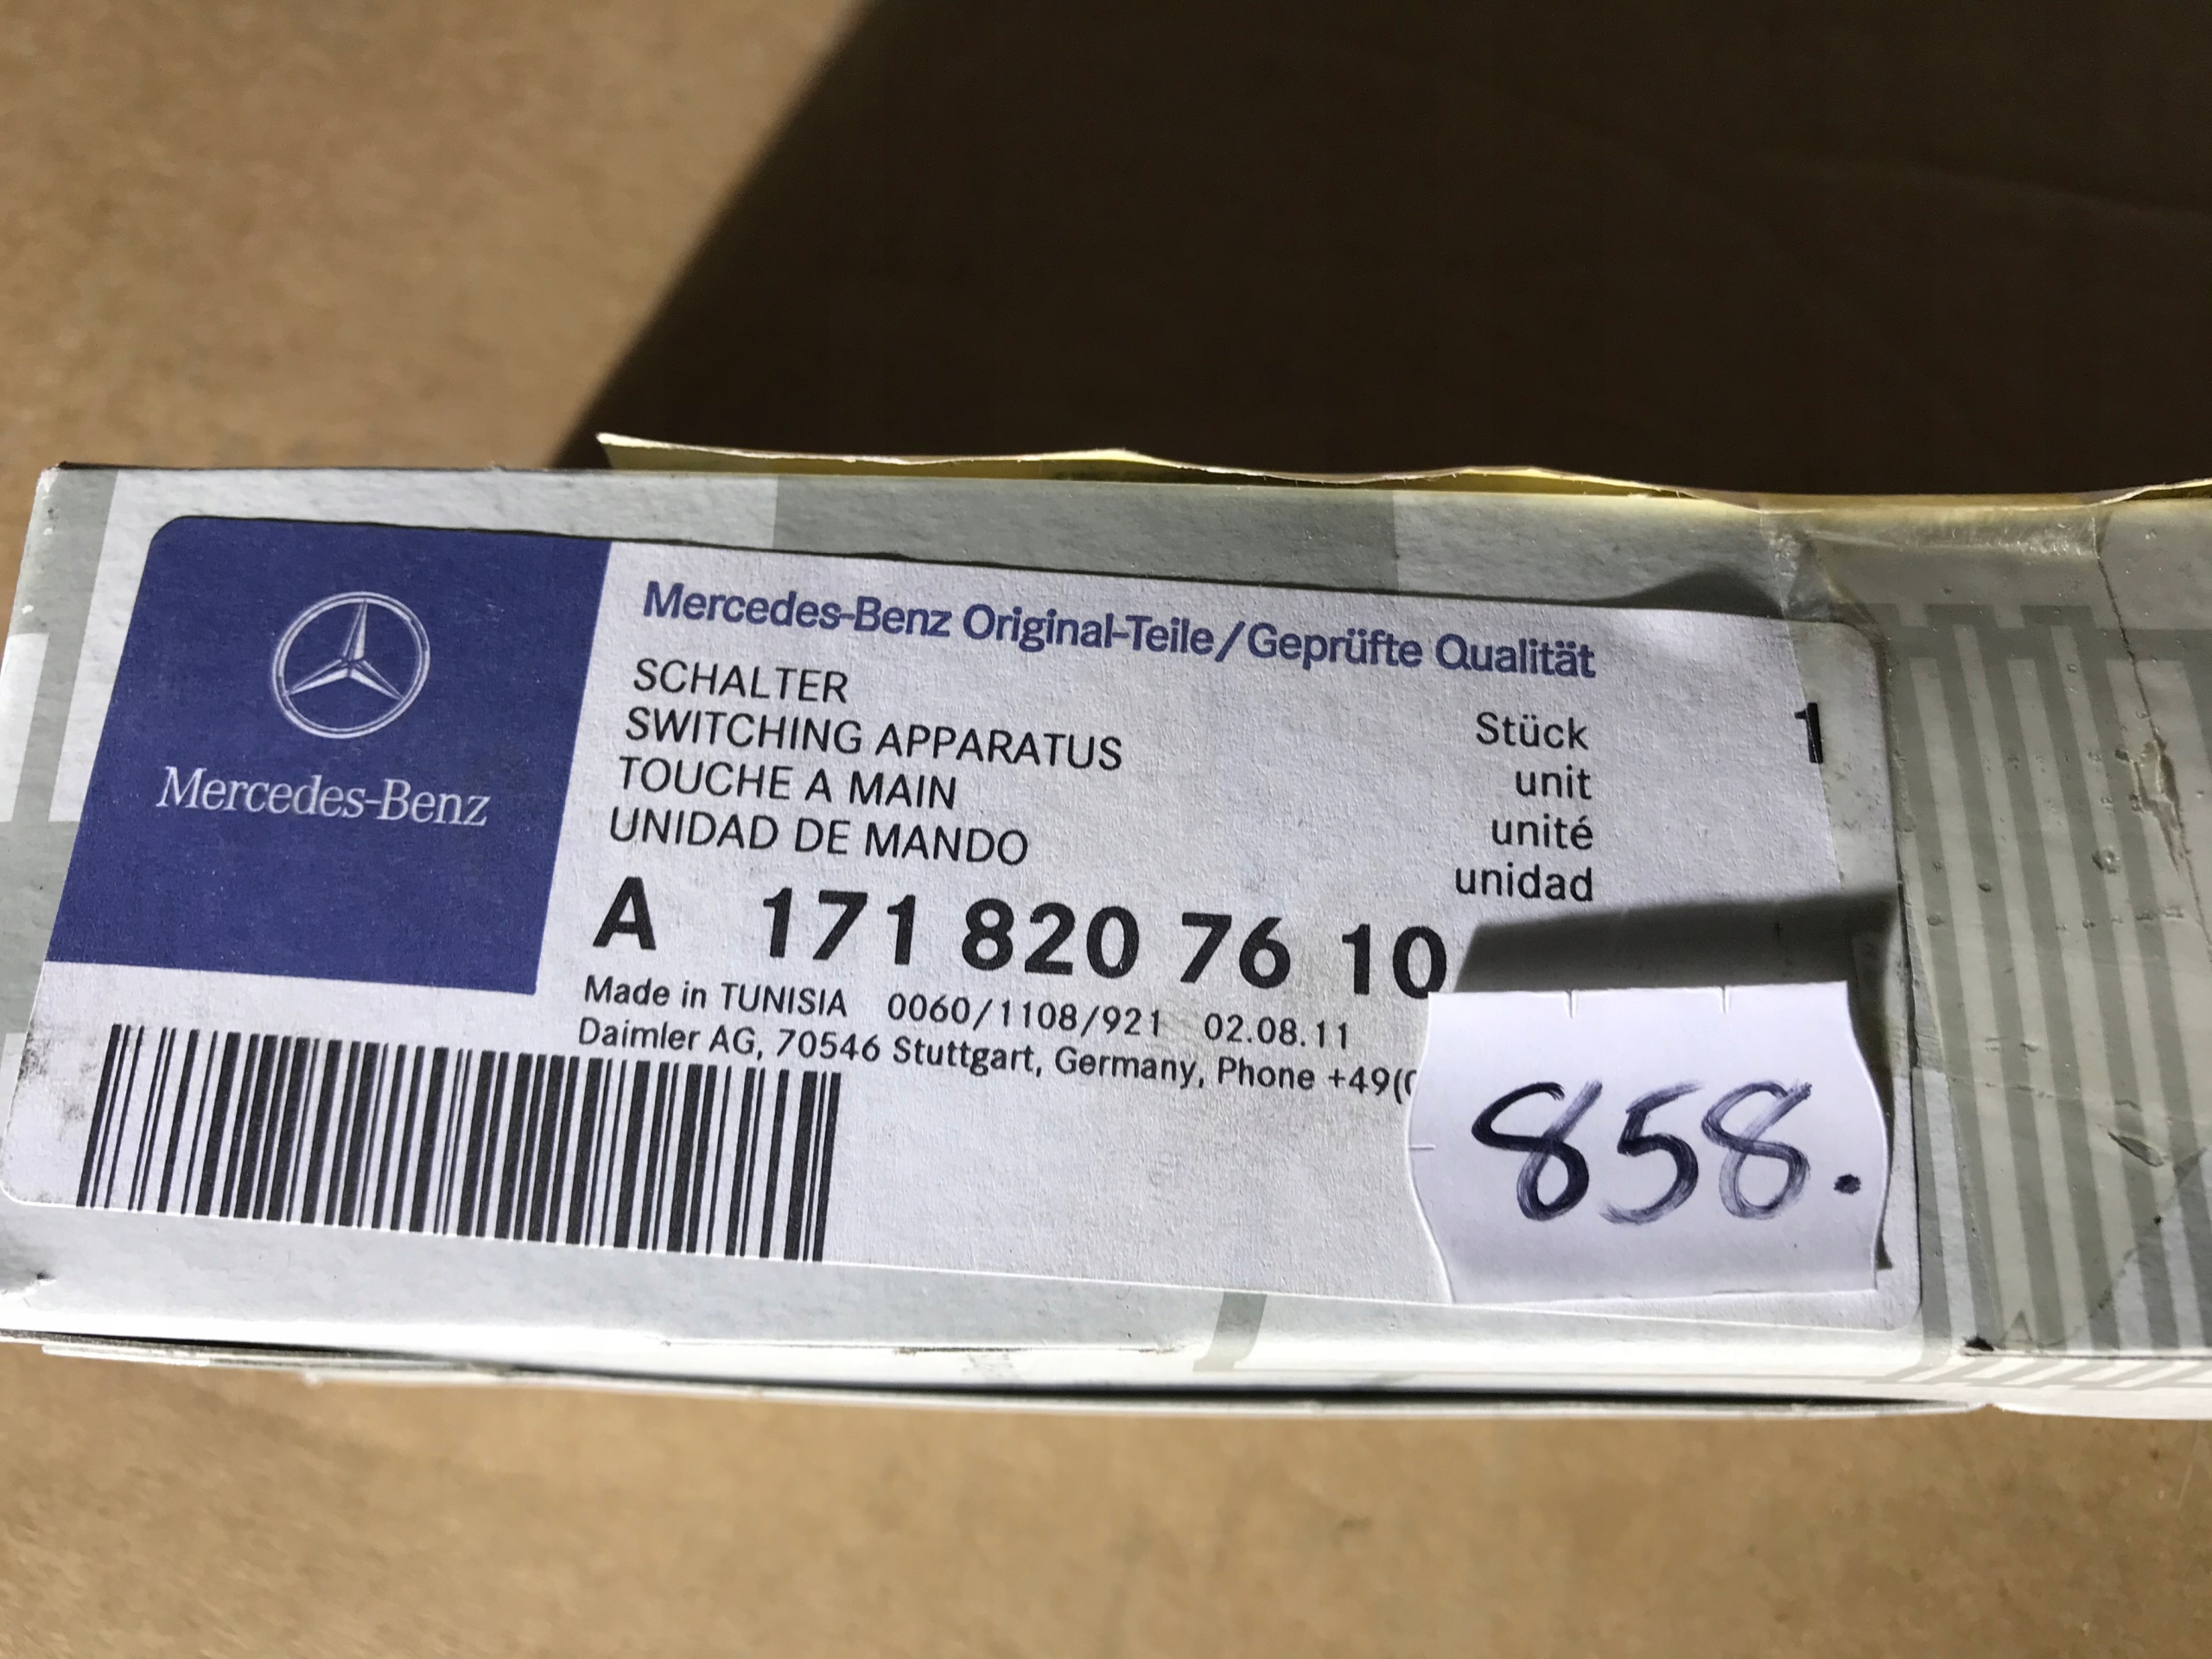 Mercedes-Benz
Mercedes-Benz Original-Teile/Geprüfte Qualität
SCHALTER
SWITCHING APPARATUS
TOUCHE A MAIN
UNIDAD DE MANDO
Stück 1
unit
unité
unidad
A 171 820 76 10
Made in TUNISIA 0060/1108/921 02.08.11
Daimler AG, 70546 Stuttgart, Germany, Phone +49(
858.